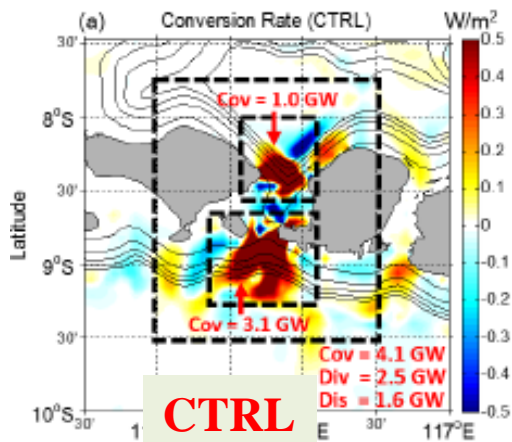 (a) Conversion Rate (CTRL) W/m²
30'
8°S
30'
9°S
30'
10°S
Latitude
Cov = 1.0 GW
Cov = 3.1 GW
Cov = 4.1 GW
Div = 2.5 GW
Dis = 1.6 GW
CTRL
30'
117°E
0.5
0.4
0.3
0.2
0.1
0
-0.1
-0.2
-0.3
-0.4
-0.5